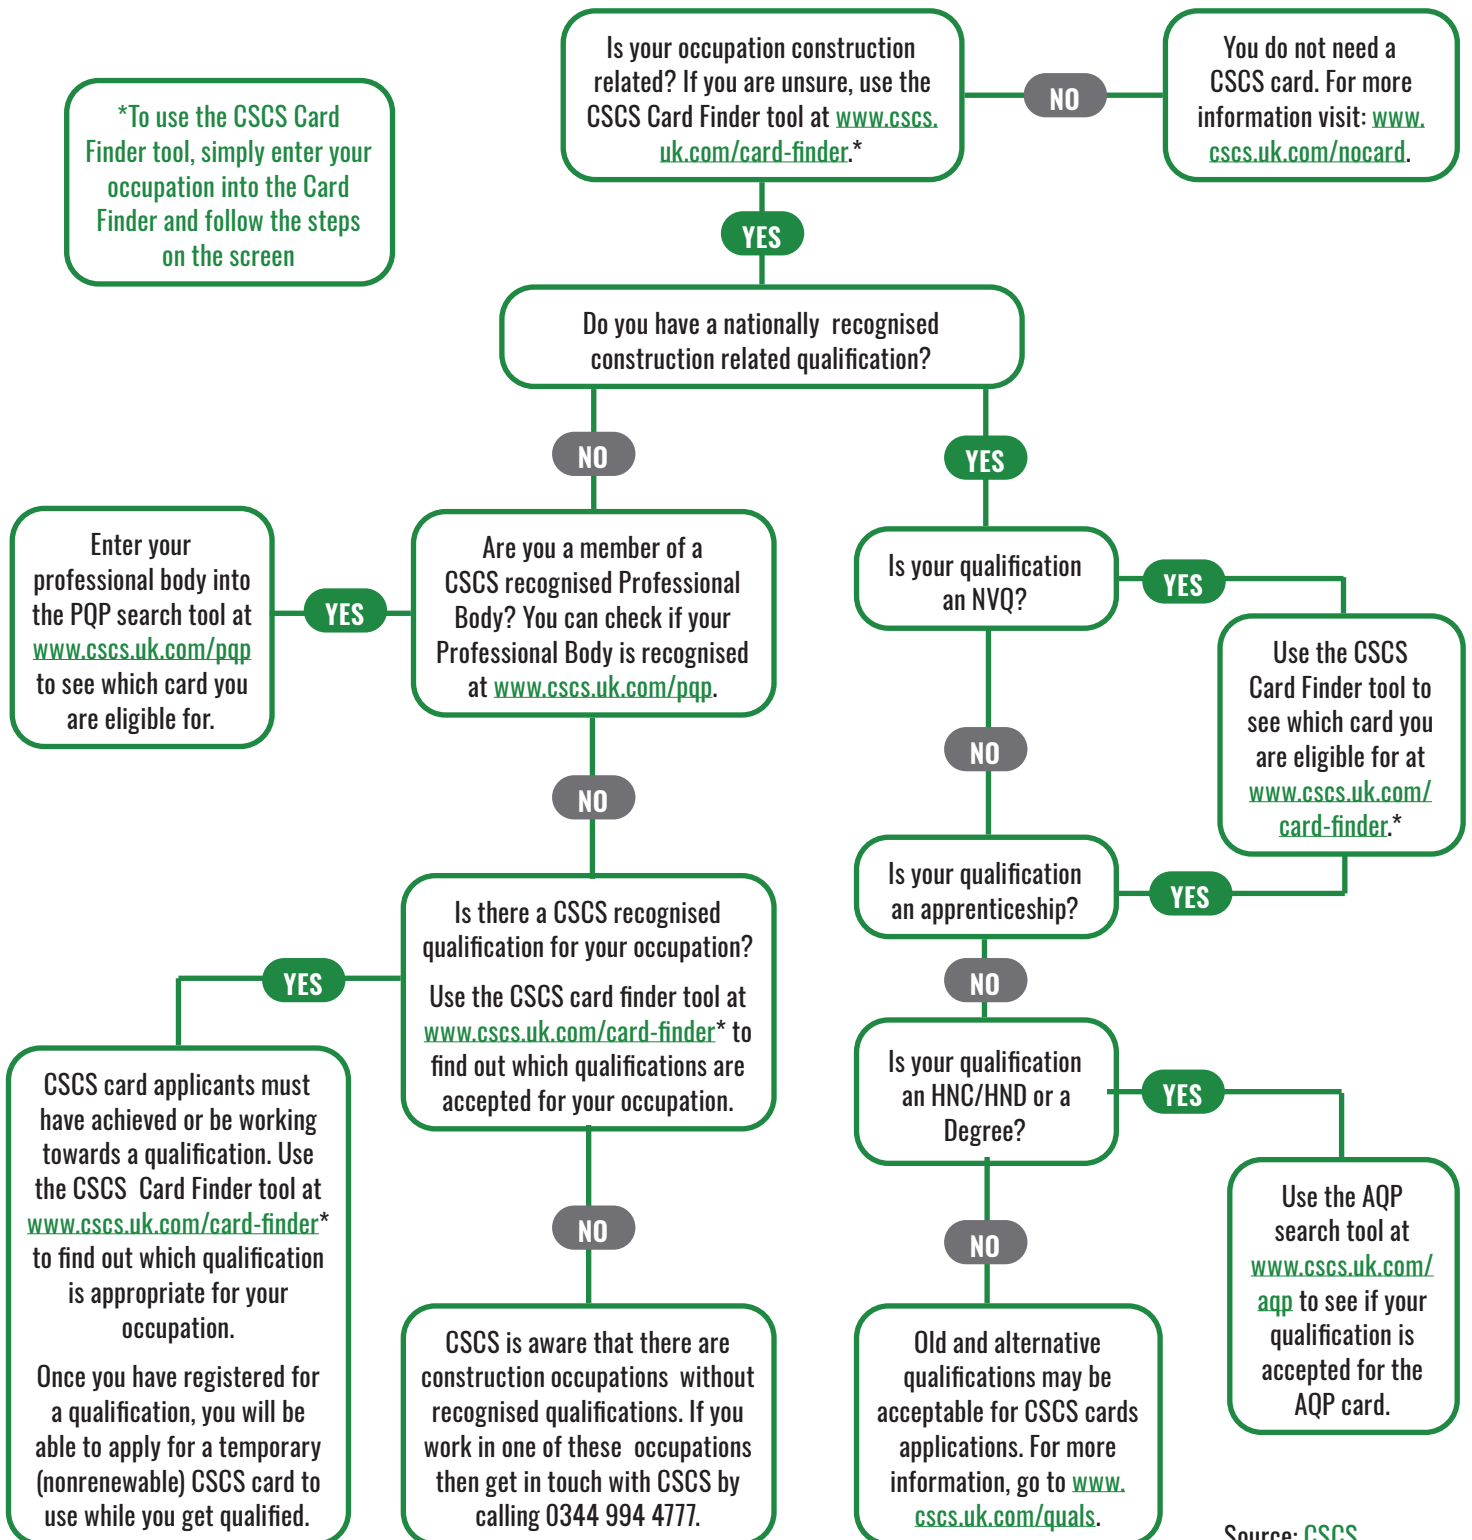 Is your occupation construction
related? If you are unsure, use the
CSCS Card Finder tool at www.cscs.
uk.com/card-finder.*
NO
You do not need a
CSCS card. For more
information visit: www.
cscs.uk.com/nocard.
*To use the CSCS Card
Finder tool, simply enter your
occupation into the Card
Finder and follow the steps
on the screen
YES
Do you have a nationally recognised
construction related qualification?
NO
YES
Enter your
professional body into
the PQP search tool at
www.cscs.uk.com/pqp
to see which card you
are eligible for.
YES
Are you a member of a
CSCS recognised Professional
Body? You can check if your
Professional Body is recognised
at www.cscs.uk.com/pqp.
Is your qualification
an NVQ?
YES
Use the CSCS
Card Finder tool to
see which card you
are eligible for at
www.cscs.uk.com/
card-finder.*
NO
NO
Is your qualification
an apprenticeship?
YES
Is there a CSCS recognised
qualification for your occupation?
Use the CSCS card finder tool at
www.cscs.uk.com/card-finder* to
find out which qualifications are
accepted for your occupation.
YES
NO
Is your qualification
an HNC/HND or a
Degree?
YES
CSCS card applicants must
have achieved or be working
towards a qualification. Use
the CSCS Card Finder tool at
www.cscs.uk.com/card-finder*
to find out which qualification
is appropriate for your
occupation.
Once you have registered for
a qualification, you will be
able to apply for a temporary
(nonrenewable) CSCS card to
use while you get qualified.
NO
CSCS is aware that there are
construction occupations without
recognised qualifications. If you
work in one of these occupations
then get in touch with CSCS by
calling 0344 994 4777.
NO
Old and alternative
qualifications may be
acceptable for CSCS cards
applications. For more
information, go to www.
cscs.uk.com/quals.
Use the AQP
search tool at
www.cscs.uk.com/
aqp to see if your
qualification is
accepted for the
AQP card.
Source: CSCS